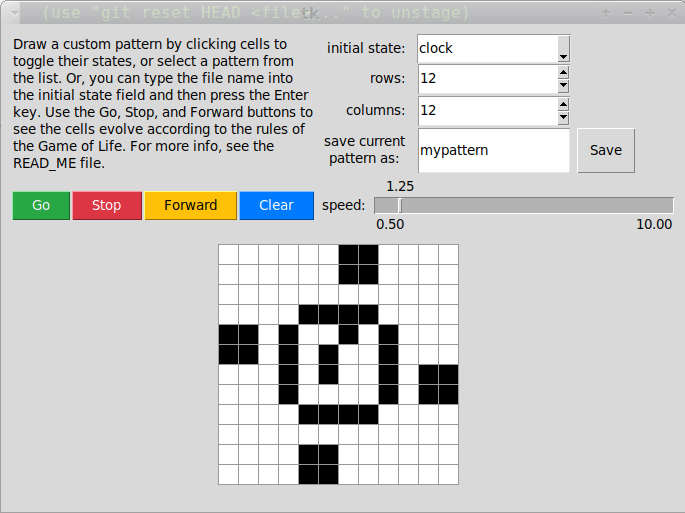 (use "git reset HEAD <file>..." to unstage)
tk
Draw a custom pattern by clicking cells to
toggle their states, or select a pattern from
the list. Or, you can type the file name into
the initial state field and then press the Enter
key. Use the Go, Stop, and Forward buttons to
see the cells evolve according to the rules of
the Game of Life. For more info, see the
READ_ME file.
initial state:
clock
rows:
12
columns:
12
save current
pattern as:
mypattern
Save
Go
Stop
Forward
Clear
speed:
1.25
0.50
10.00